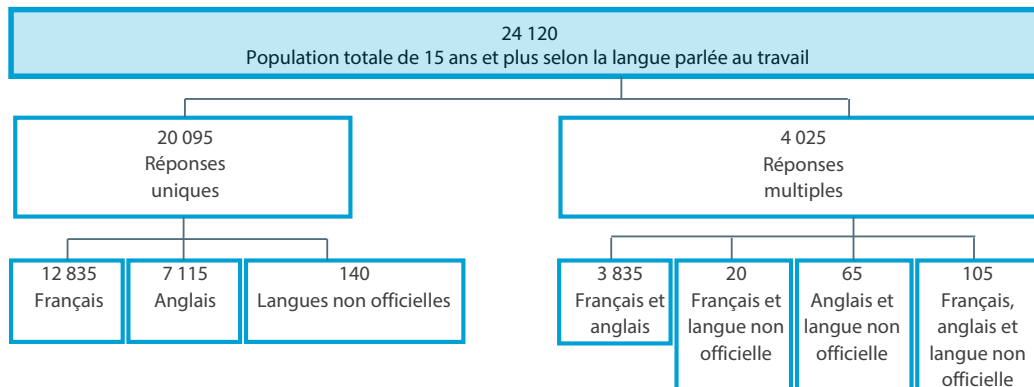 24 120
Population totale de 15 ans et plus selon la langue parlée au travail
20 095
Réponses
uniques
4 025
Réponses
multiples
12 835
Français
7 115
Anglais
140
Langues non officielles
3 835
Français et
anglais
20
Français et
langue non
officielle
65
Anglais et
langue non
officielle
105
Français,
anglais et
langue non
officielle